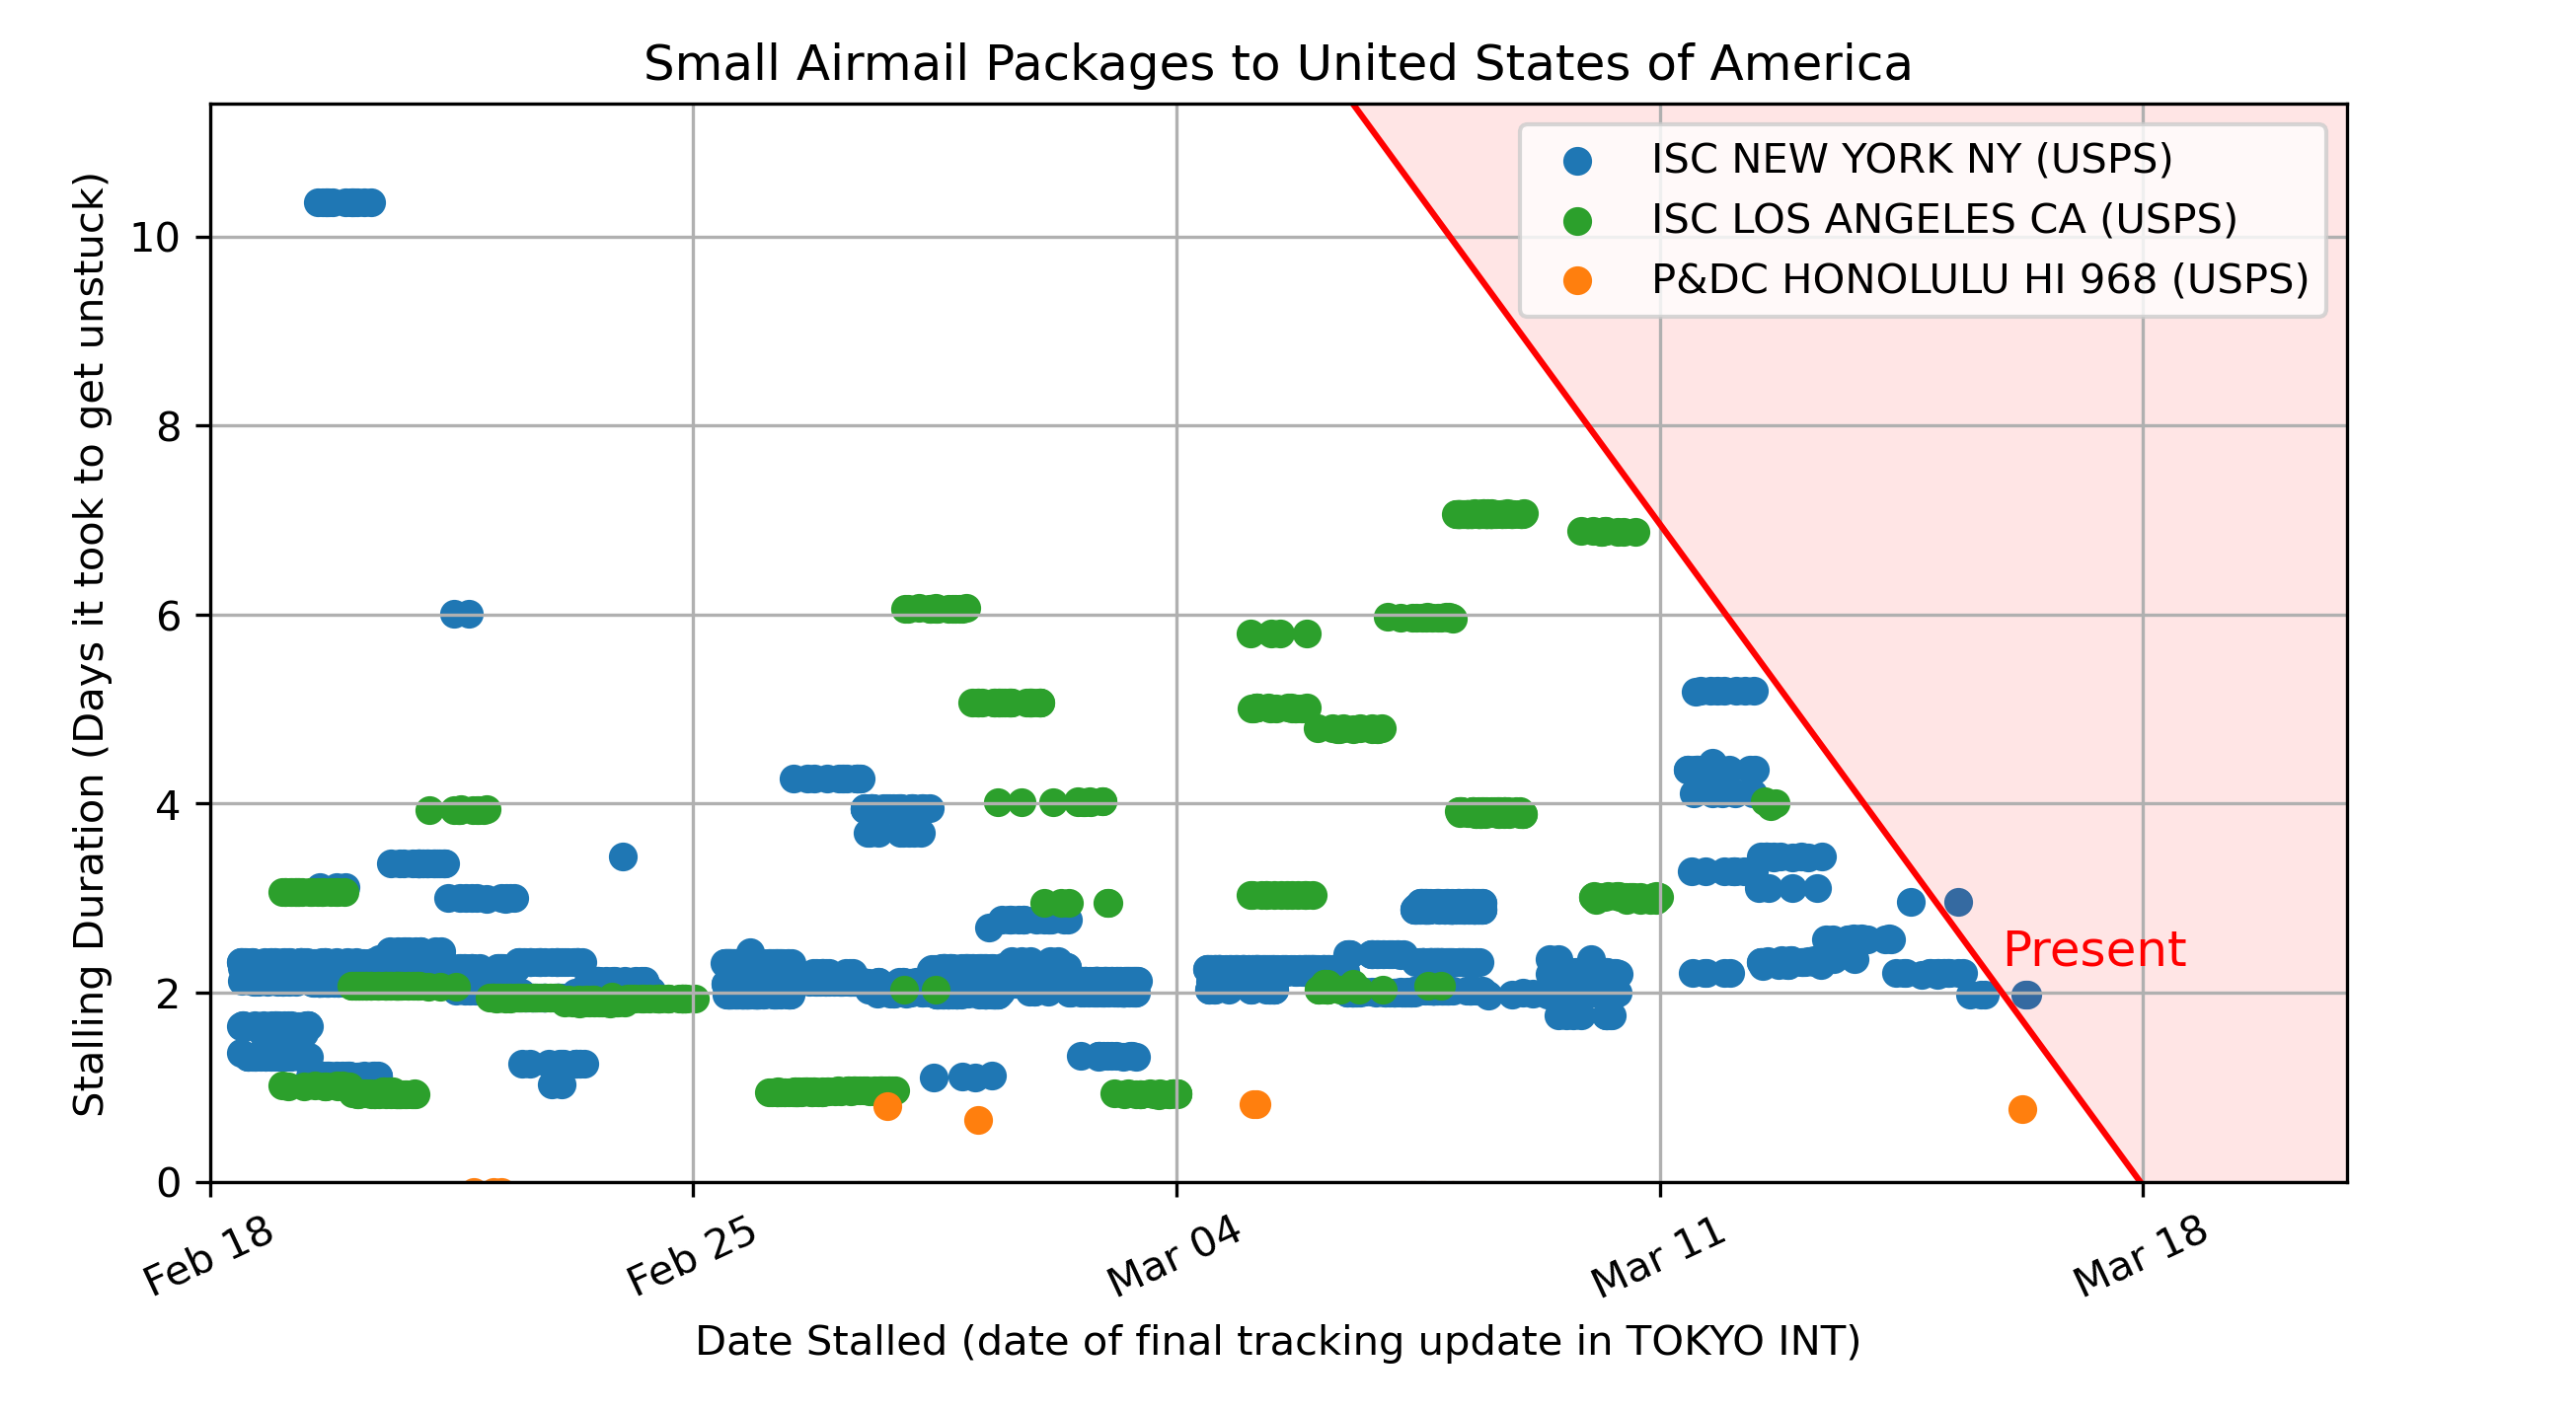 Small Airmail Packages to United States of America
Stalling Duration (Days it took to get unstuck)
10
8
6
4
2
0
ISC NEW YORK NY (USPS)
ISC LOS ANGELES CA (USPS)
P&DC HONOLULU HI 968 (USPS)
Present
Feb 18
Feb 25
Mar 04
Mar 11
Mar 18
Date Stalled (date of final tracking update in TOKYO INT)